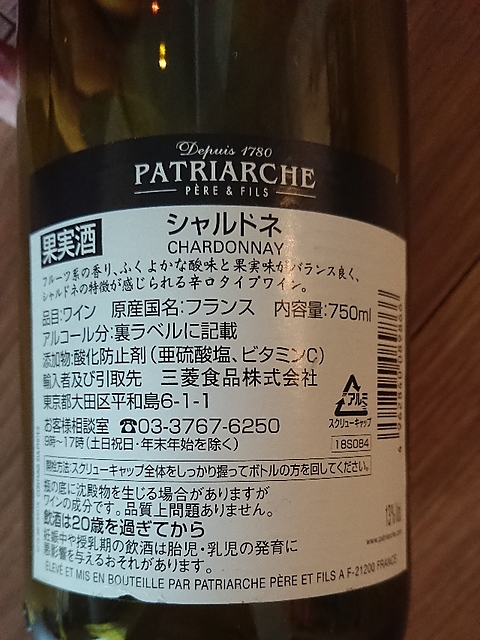 Depuis 1780
PATRIARCHE
PÈRE & FILS
シャルドネ
果実酒
CHARDONNAY
フルーツ系の香り、ふくよかな酸味と果実味がバランス良く、
シャルドネの特徴が感じられる辛口タイプワイン。
品目:ワイン 原産国名:フランス 内容量:750ml
アルコール分:裏ラベルに記載
添加物:酸化防止剤(亜硫酸塩、ビタミンC)
輸入者及び引取先 三菱食品株式会社
東京都大田区平和島6-1-1
お客様相談室 ☎03-3767-6250
9時~17時(土日祝日・年末年始を除く)
アルミ
スクリューキャップ
18S084
開栓方法:スクリューキャップ全体をしっかり握ってボトルの方を回してください。
瓶の底に沈殿物を生じる場合がありますが
ワインの成分です。品質上問題ありません。
飲酒は20歳を過ぎてから
妊娠中や授乳期の飲酒は胎児・乳児の発育に
悪影響を与えるおそれがあります。
13%Vol.
ELEVÉ ET MIS EN BOUTEILLE PAR PATRIARCHE PÈRE ET FILS A F-21200 FRANCE